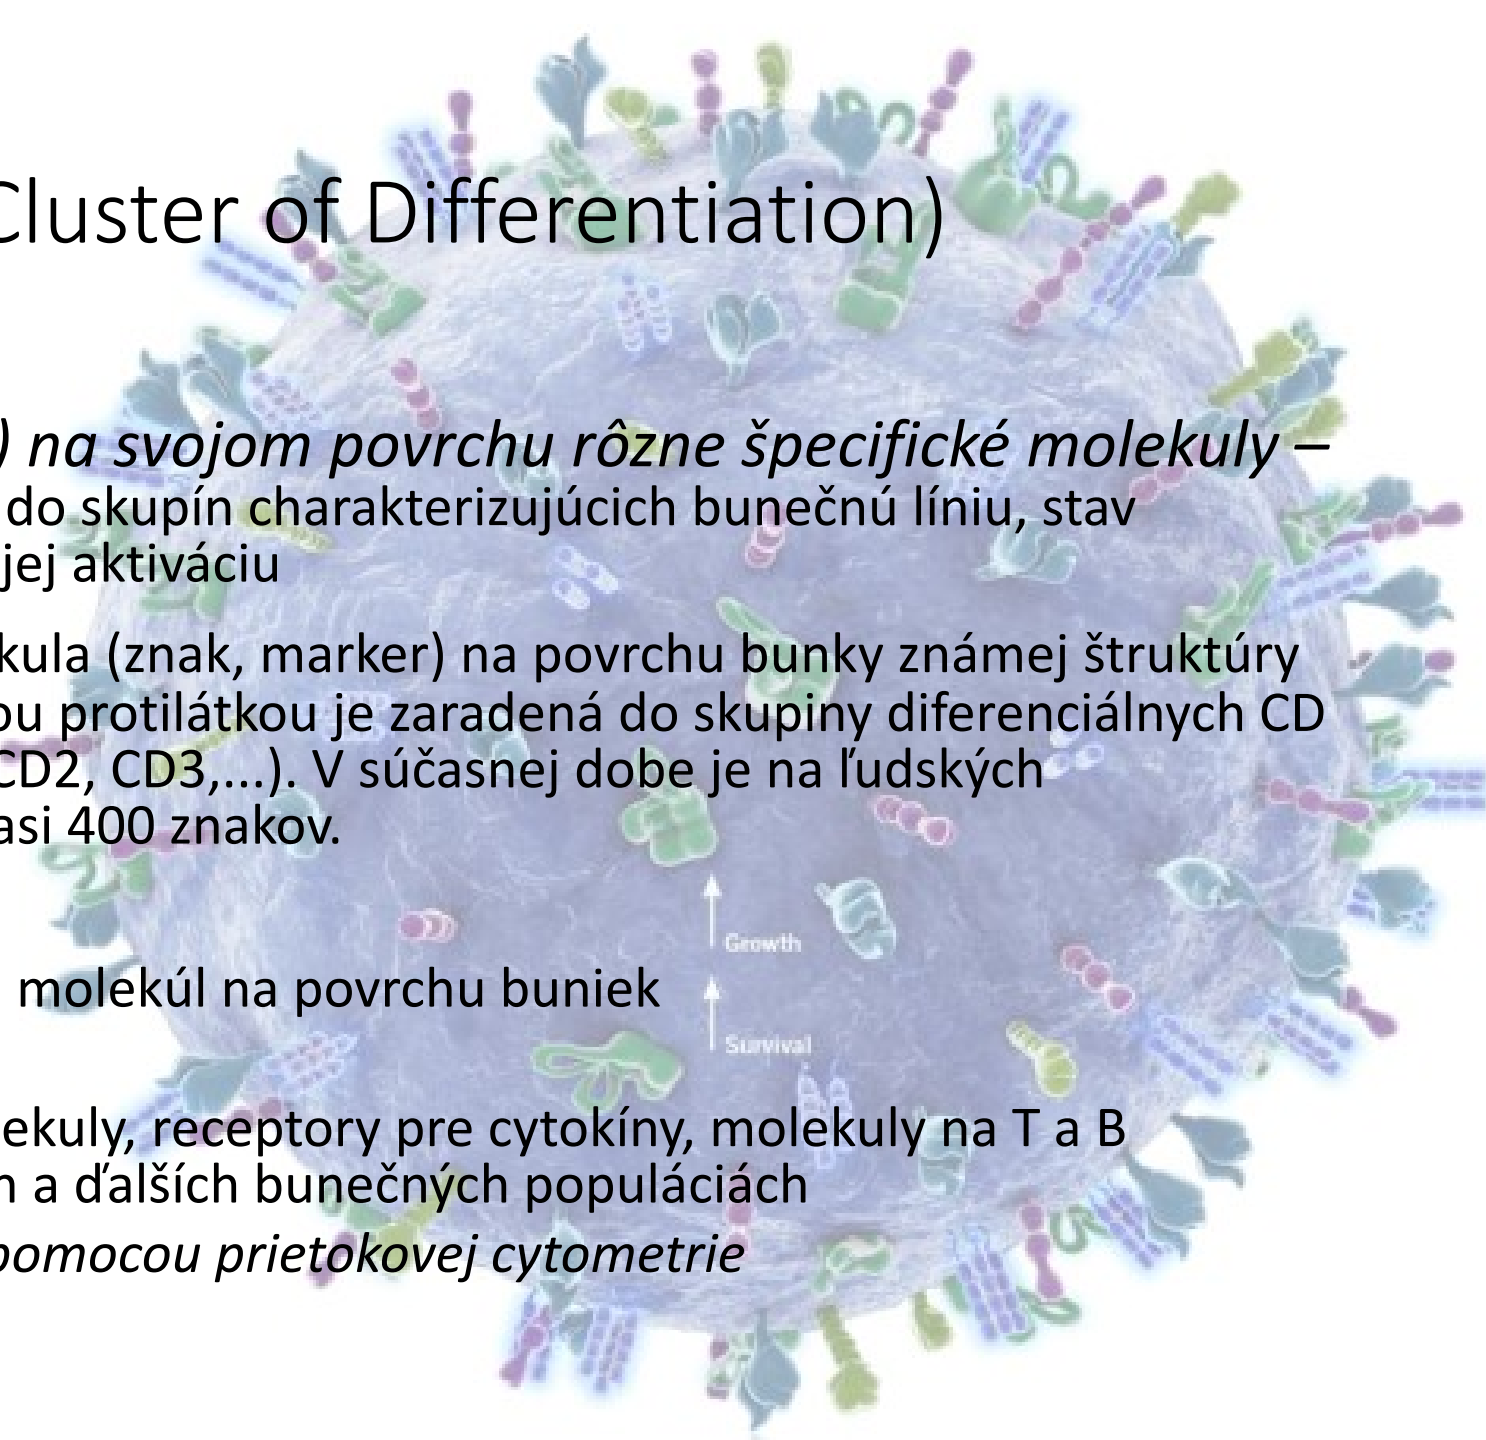 Cluster of Differentiation)
) na svojom povrchu rôzne špecifické molekuly –
do skupín charakterizujúcich bunečnú líniu, stav
jej aktiváciu
kula (znak, marker) na povrchu bunky známej štruktúry
ou protilátkou je zaradená do skupiny diferenciálnych CD
CD2, CD3,...). V súčasnej dobe je na ľudských
asi 400 znakov.
Growth
molekúl na povrchu buniek
Survival
ekuly, receptory pre cytokíny, molekuly na T a B
h a ďalších bunečných populáciách
pomocou prietokovej cytometrie